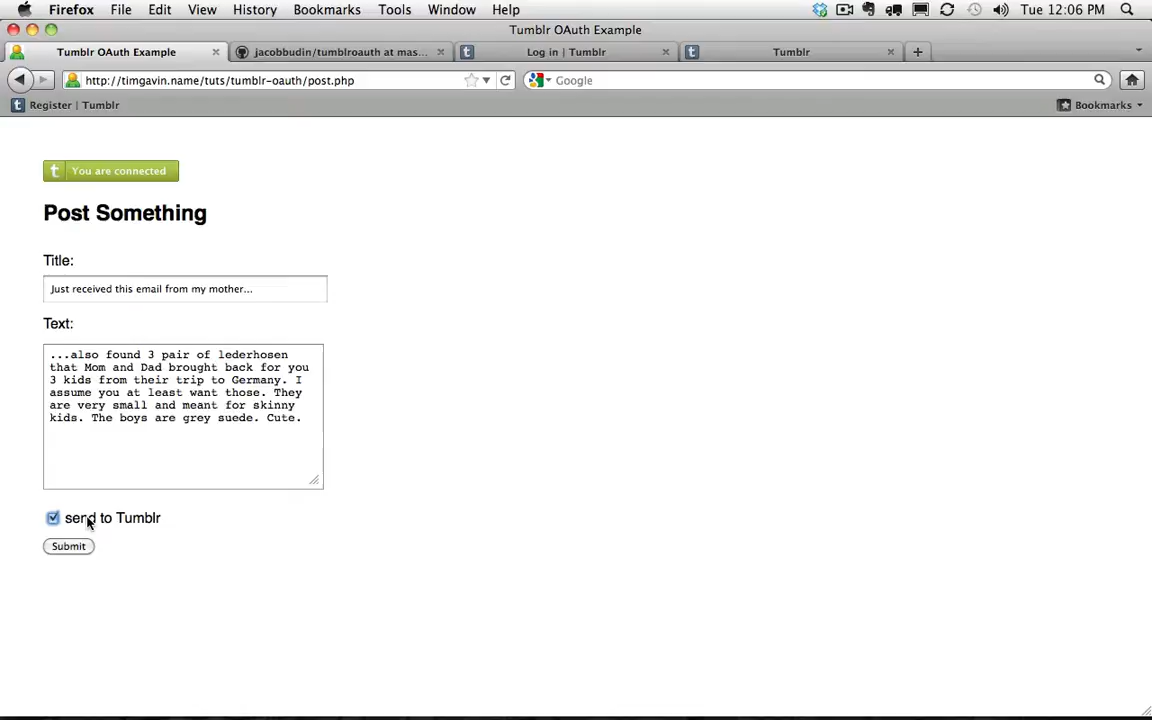 Firefox File Edit View History Bookmarks Tools Window Help Tue 12:06 PM
Tumblr OAuth Example
Tumblr OAuth Example jacobbudin/tumblroauth at mas... Log in | Tumblr Tumblr
http://timgavin.name/tuts/tumblr-oauth/post.php Google
Register | Tumblr Bookmarks
t You are connected
Post Something
Title:
Just received this email from my mother...
Text:
...also found 3 pair of lederhosen
that Mom and Dad brought back for you
3 kids from their trip to Germany. I
assume you at least want those. They
are very small and meant for skinny
kids. The boys are grey suede. Cute.
send to Tumblr
Submit